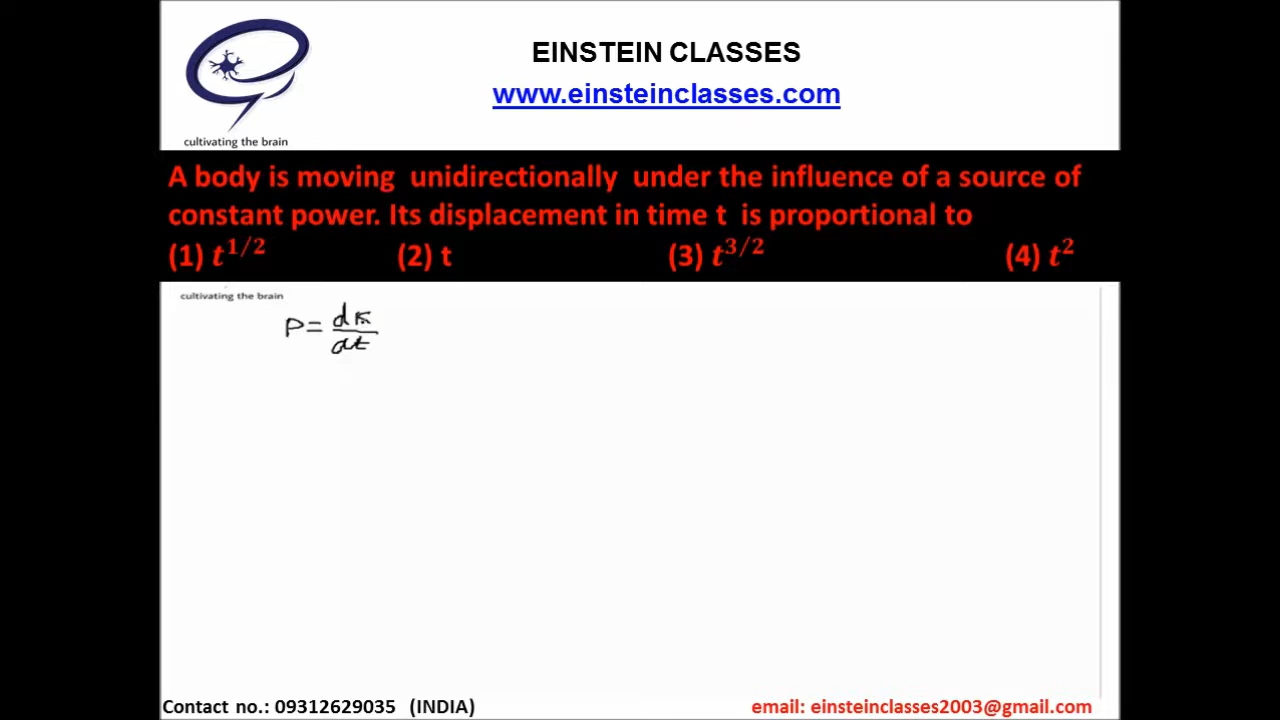 EINSTEIN CLASSES
www.einsteinclasses.com
cultivating the brain
A body is moving unidirectionally under the influence of a source of
constant power. Its displacement in time t is proportional to
(1) t^{1/2} (2) t (3) t^{3/2} (4) t^2
cultivating the brain
P = dK/dt
Contact no.: 09312629035 (INDIA) email: einsteinclasses2003@gmail.com